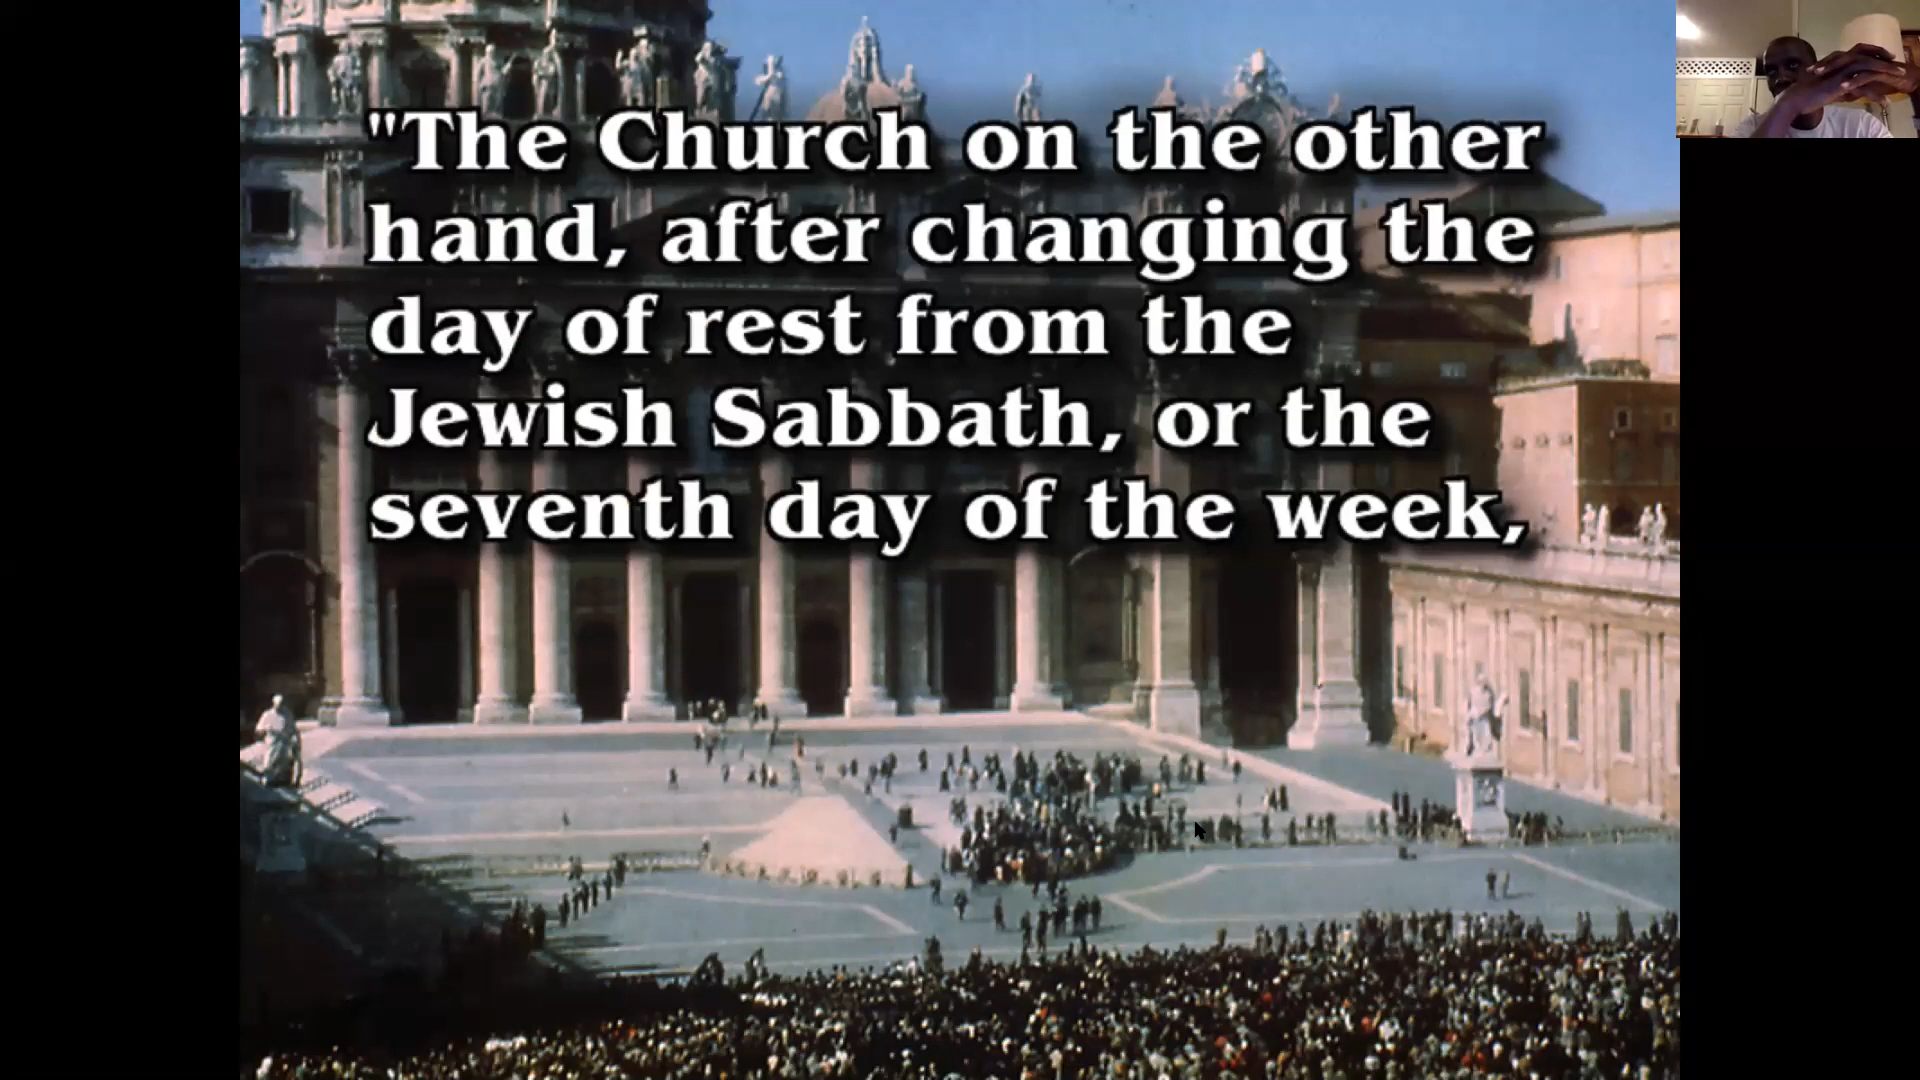 "The Church on the other
hand, after changing the
day of rest from the
Jewish Sabbath, or the
seventh day of the week,